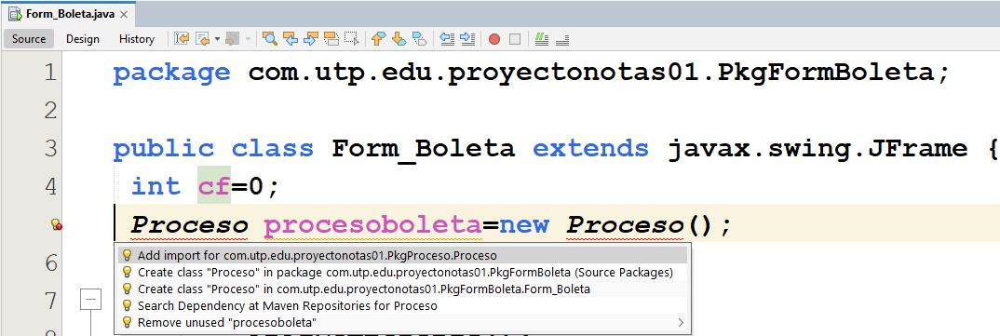 Form_Boleta.java
Source Design History
1 package com.utp.edu.proyectonotas01.PkgFormBoleta;
2
3 public class Form_Boleta extends javax.swing.JFrame {
4 int cf=0;
Proceso procesoboleta=new Proceso();
Add import for com.utp.edu.proyectonotas01.PkgProceso.Proceso
Create class "Proceso" in package com.utp.edu.proyectonotas01.PkgFormBoleta (Source Packages)
6
Create class "Proceso" in com.utp.edu.proyectonotas01.PkgFormBoleta.Form_Boleta
7
Search Dependency at Maven Repositories for Proceso
Remove unused "procesoboleta"